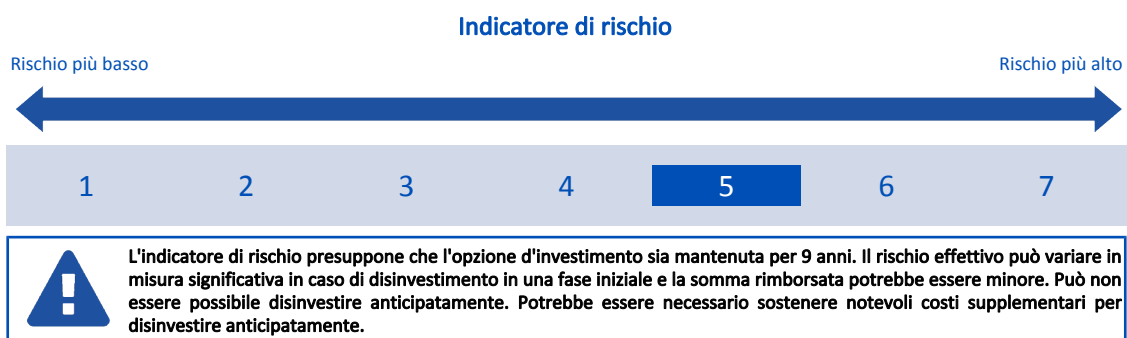 Indicatore di rischio
Rischio più basso
Rischio più alto
1 2 3 4 5 6 7
L'indicatore di rischio presuppone che l'opzione d'investimento sia mantenuta per 9 anni. Il rischio effettivo può variare in
misura significativa in caso di disinvestimento in una fase iniziale e la somma rimborsata potrebbe essere minore. Può non
essere possibile disinvestire anticipatamente. Potrebbe essere necessario sostenere notevoli costi supplementari per
disinvestire anticipatamente.